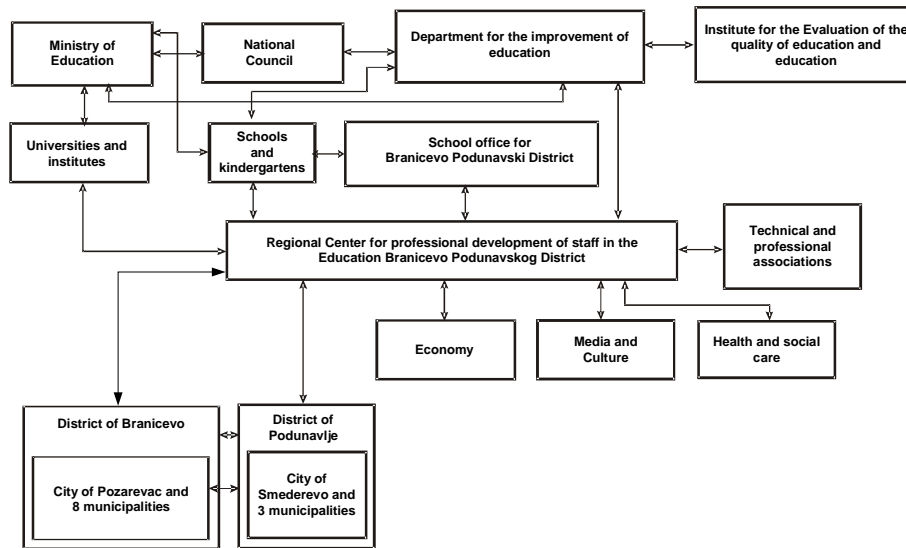 Ministry of
Education
National
Council
Department for the improvement of
education
Institute for the Evaluation of the
quality of education and
education
Universities and
institutes
Schools
and
kindergartens
School office for
Branicevo Podunavski District
Regional Center for professional development of staff in the
Education Branicevo Podunavskog District
Technical and
professional
associations
Economy
Media and
Culture
Health and social
care
District of Branicevo
City of Pozarevac and
8 municipalities
District of
Podunavlje
City of
Smederevo and
3 municipalities